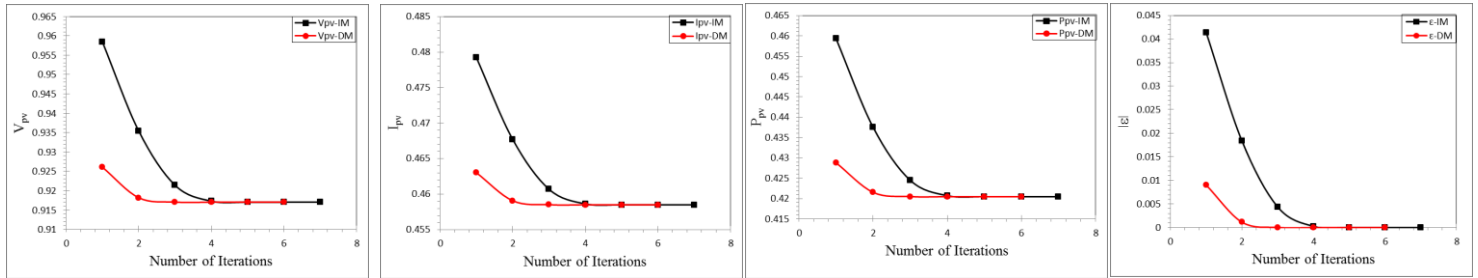 0.965
0.96
0.955
0.95
0.945
0.94
0.935
0.93
0.925
0.92
0.915
0.91
Vpv
Vpv-IM
Vpv-DM
0 2 4 6 8
Number of Iterations
0.485
0.48
0.475
0.47
0.465
0.46
0.455
Ipv
Ipv-IM
Ipv-DM
0 2 4 6 8
Number of Iterations
0.465
0.46
0.455
0.45
0.445
0.44
0.435
0.43
0.425
0.42
0.415
Ppv
Ppv-IM
Ppv-DM
0 2 4 6 8
Number of Iterations
0.045
0.04
0.035
0.03
0.025
0.02
0.015
0.01
0.005
0
|ε|
ε-IM
ε-DM
0 2 4 6 8
Number of Iterations